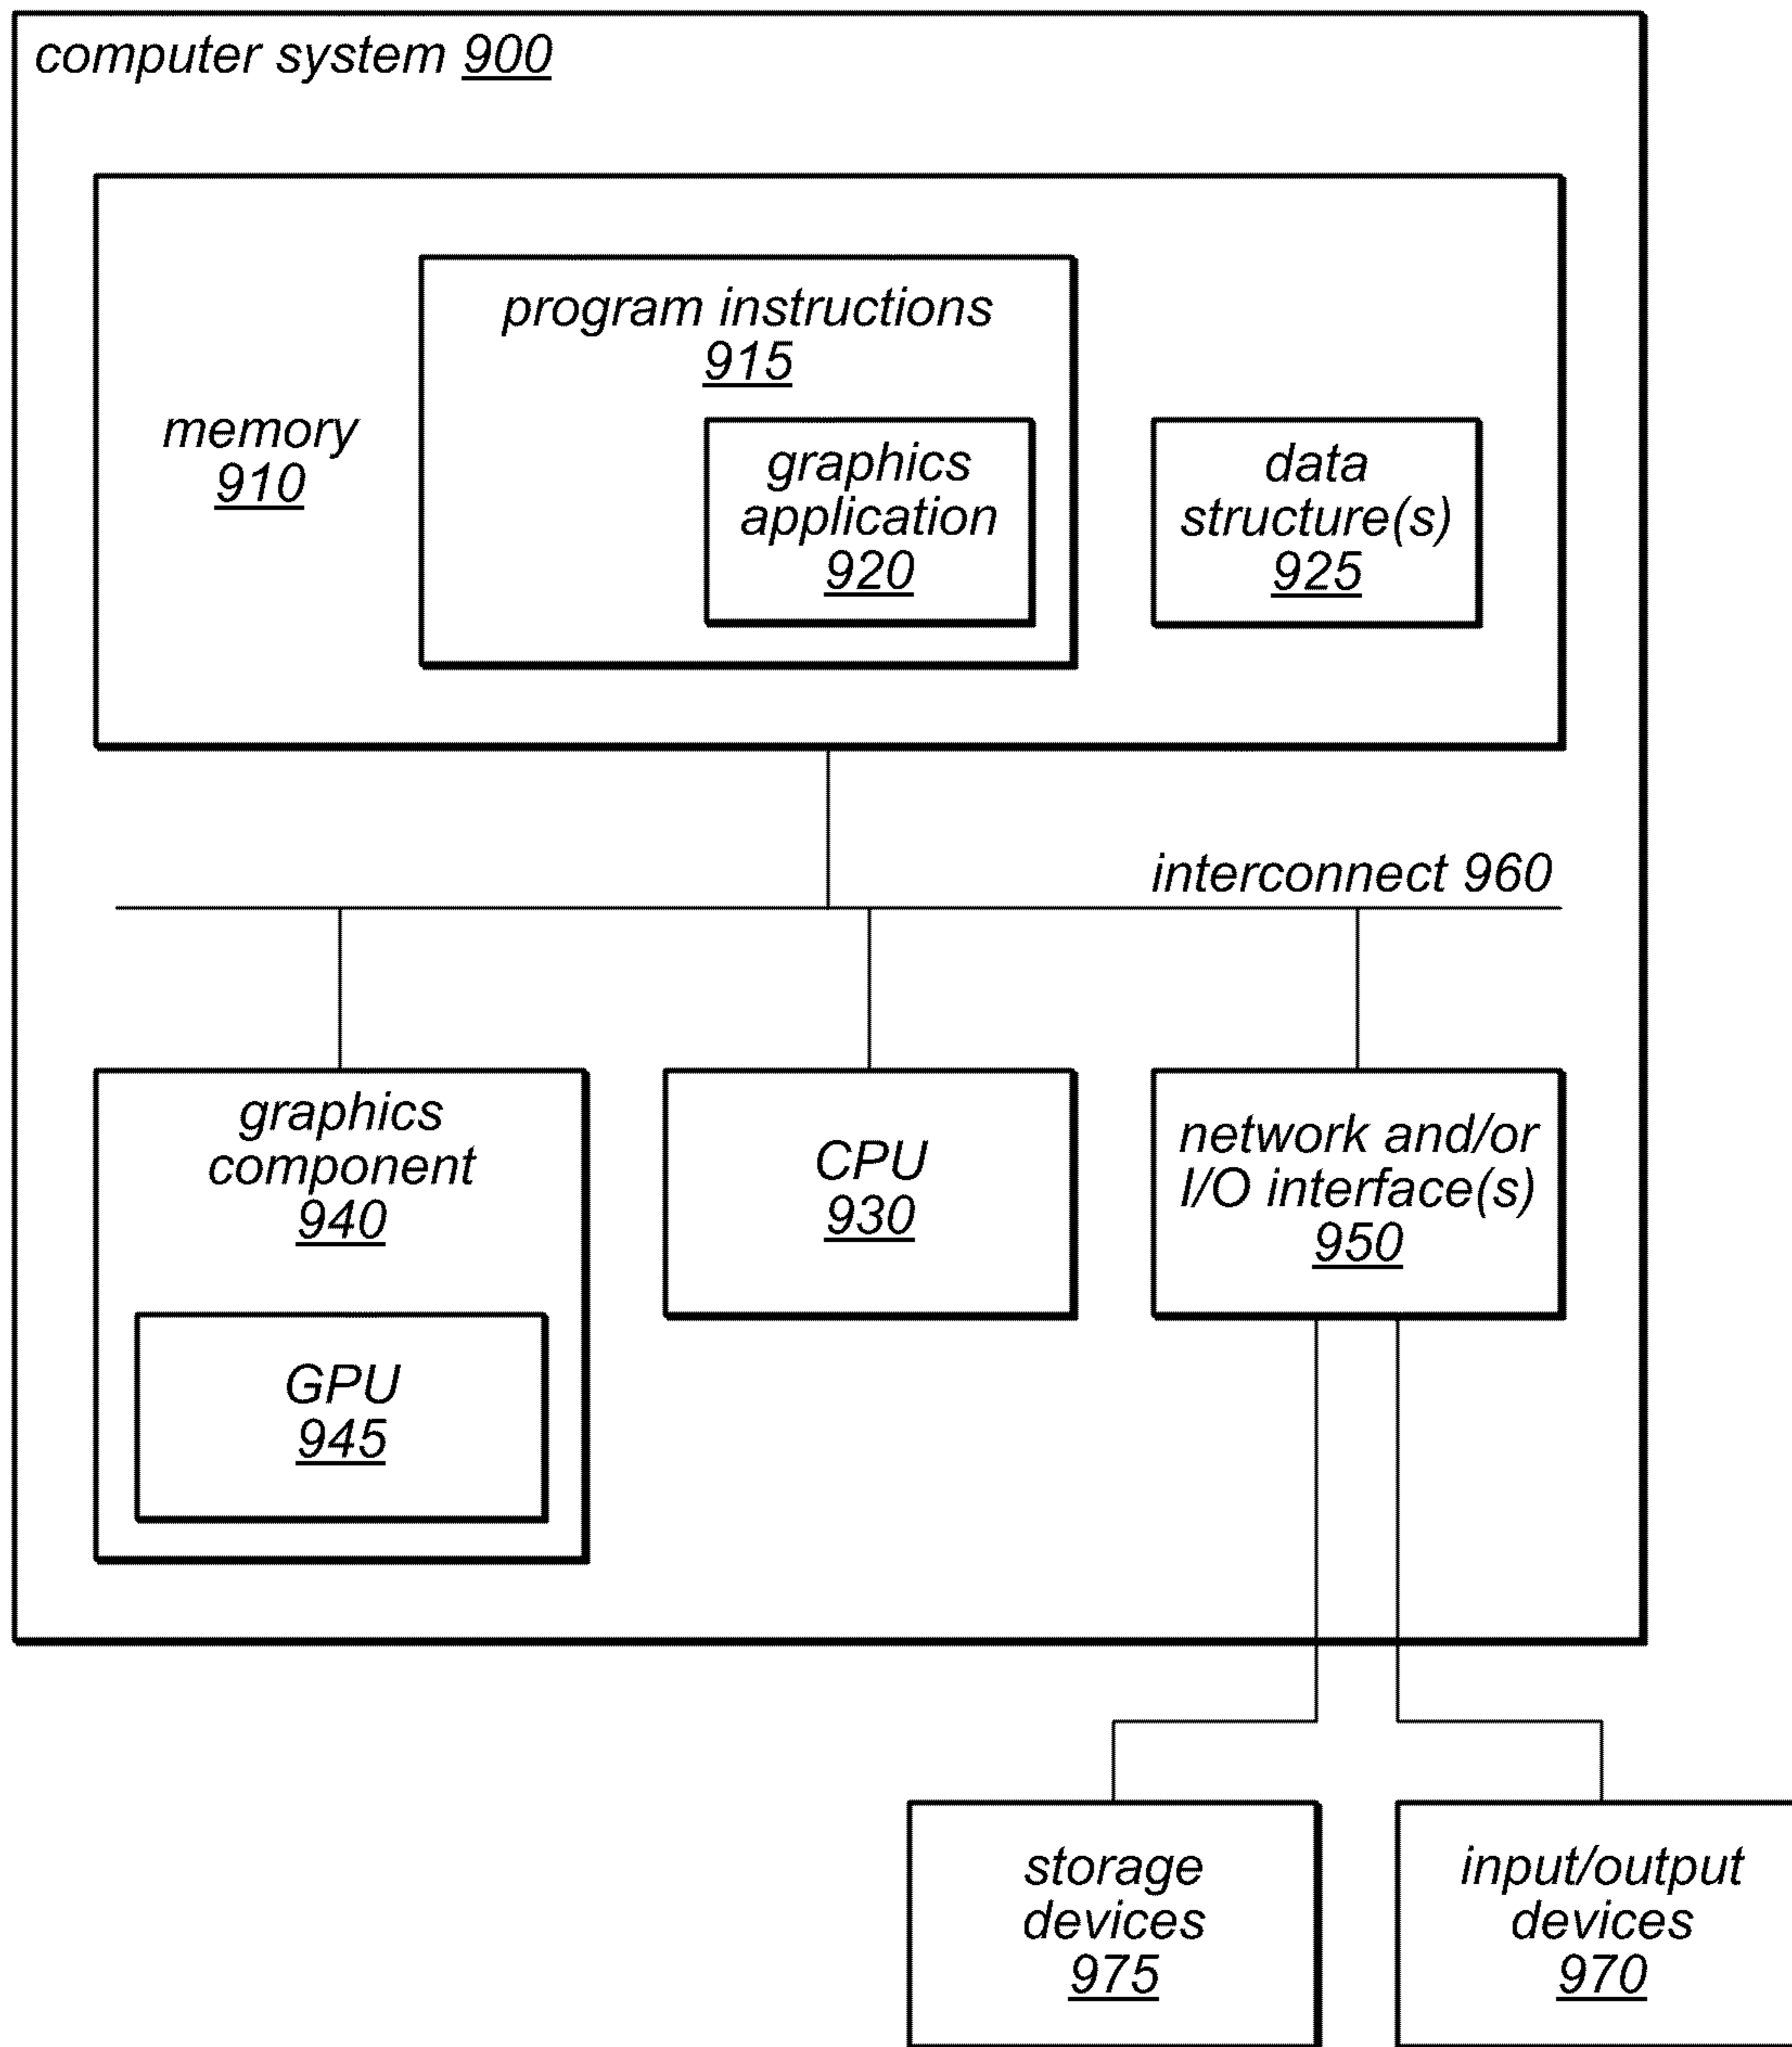 computer system 900
program instructions
915
memory
910
graphics
application
920
data
structure(s)
925
interconnect 960
graphics
component
940
CPU
930
network and/or
I/O interface(s)
950
GPU
945
storage
devices
975
input/output
devices
970